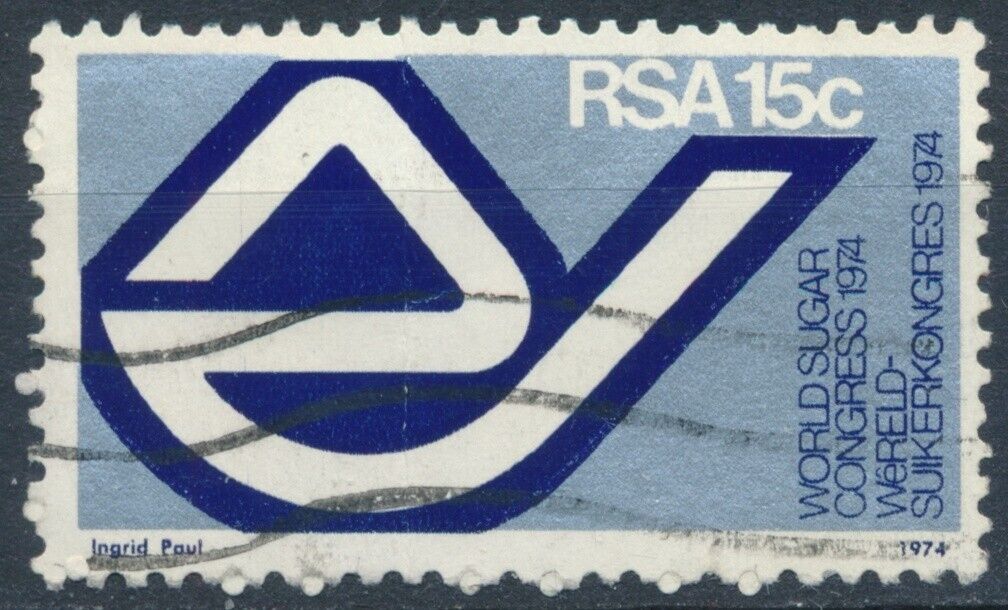 RSA 15c
WORLD SUGAR
CONGRESS 1974
WêRELD-
SUIKERKONGRES 1974
Ingrid Paul
1974